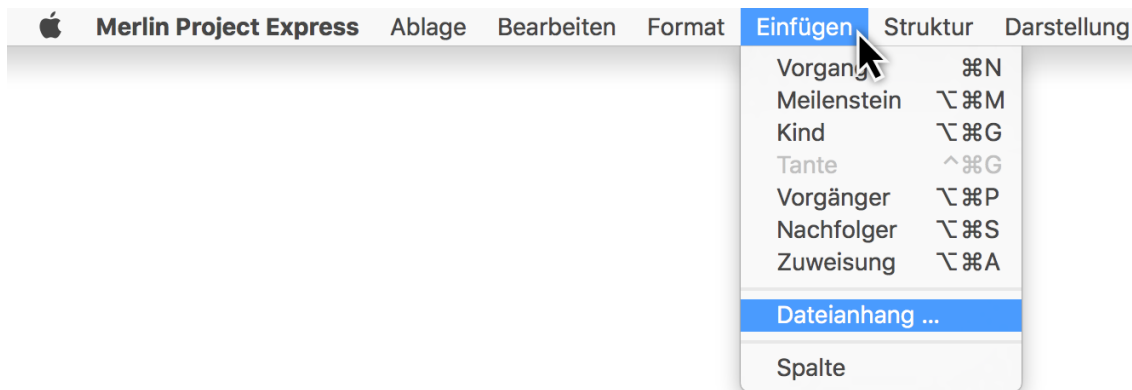 Merlin Project Express Ablage Bearbeiten Format Einfügen Struktur Darstellung
Vorgang ⌘N
Meilenstein ⌥⌘M
Kind ⌥⌘G
Tante ^⌘G
Vorgänger ⌥⌘P
Nachfolger ⌥⌘S
Zuweisung ⌥⌘A
Dateianhang ...
Spalte